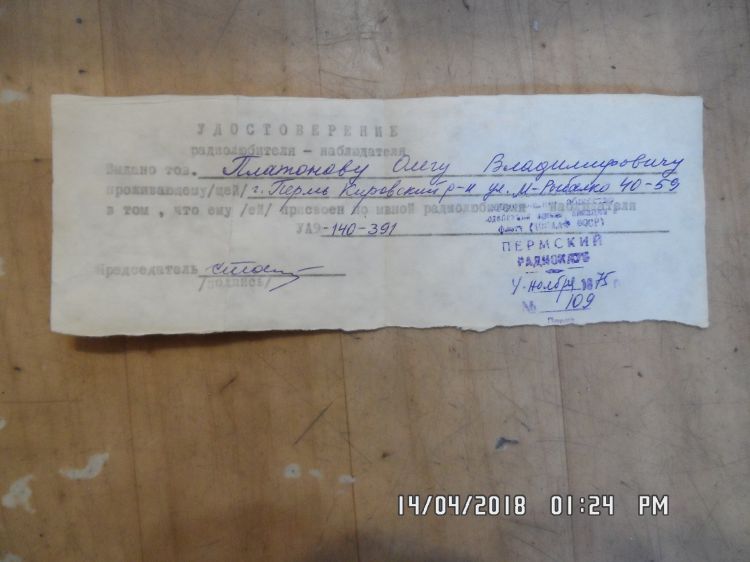 УДОСТОВЕРЕНИЕ
радиолюбителя - наблюдателя
Выдано тов. Платонову Олегу Владимировичу
проживающему/щей/ г. Пермь Кировский р-н ул. М-Рыбалко 40-59
в том , что ему /ей/ присвоен по ивной радиолюбителя - наблюдателя
УА9-140-391
ПЕРМСКИЙ
РАДИОКЛУБ
Председатель
/подпись/
4 ноября 1975 г
№ 109
14/04/2018 01:24 PM